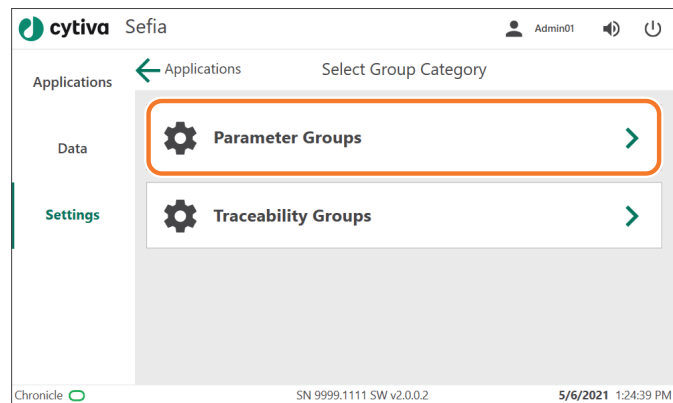 cytiva Sefia Admin01
Applications
Data
Settings
Applications Select Group Category
Parameter Groups
Traceability Groups
Chronicle SN 9999.1111 SW v2.0.0.2 5/6/2021 1:24:39 PM